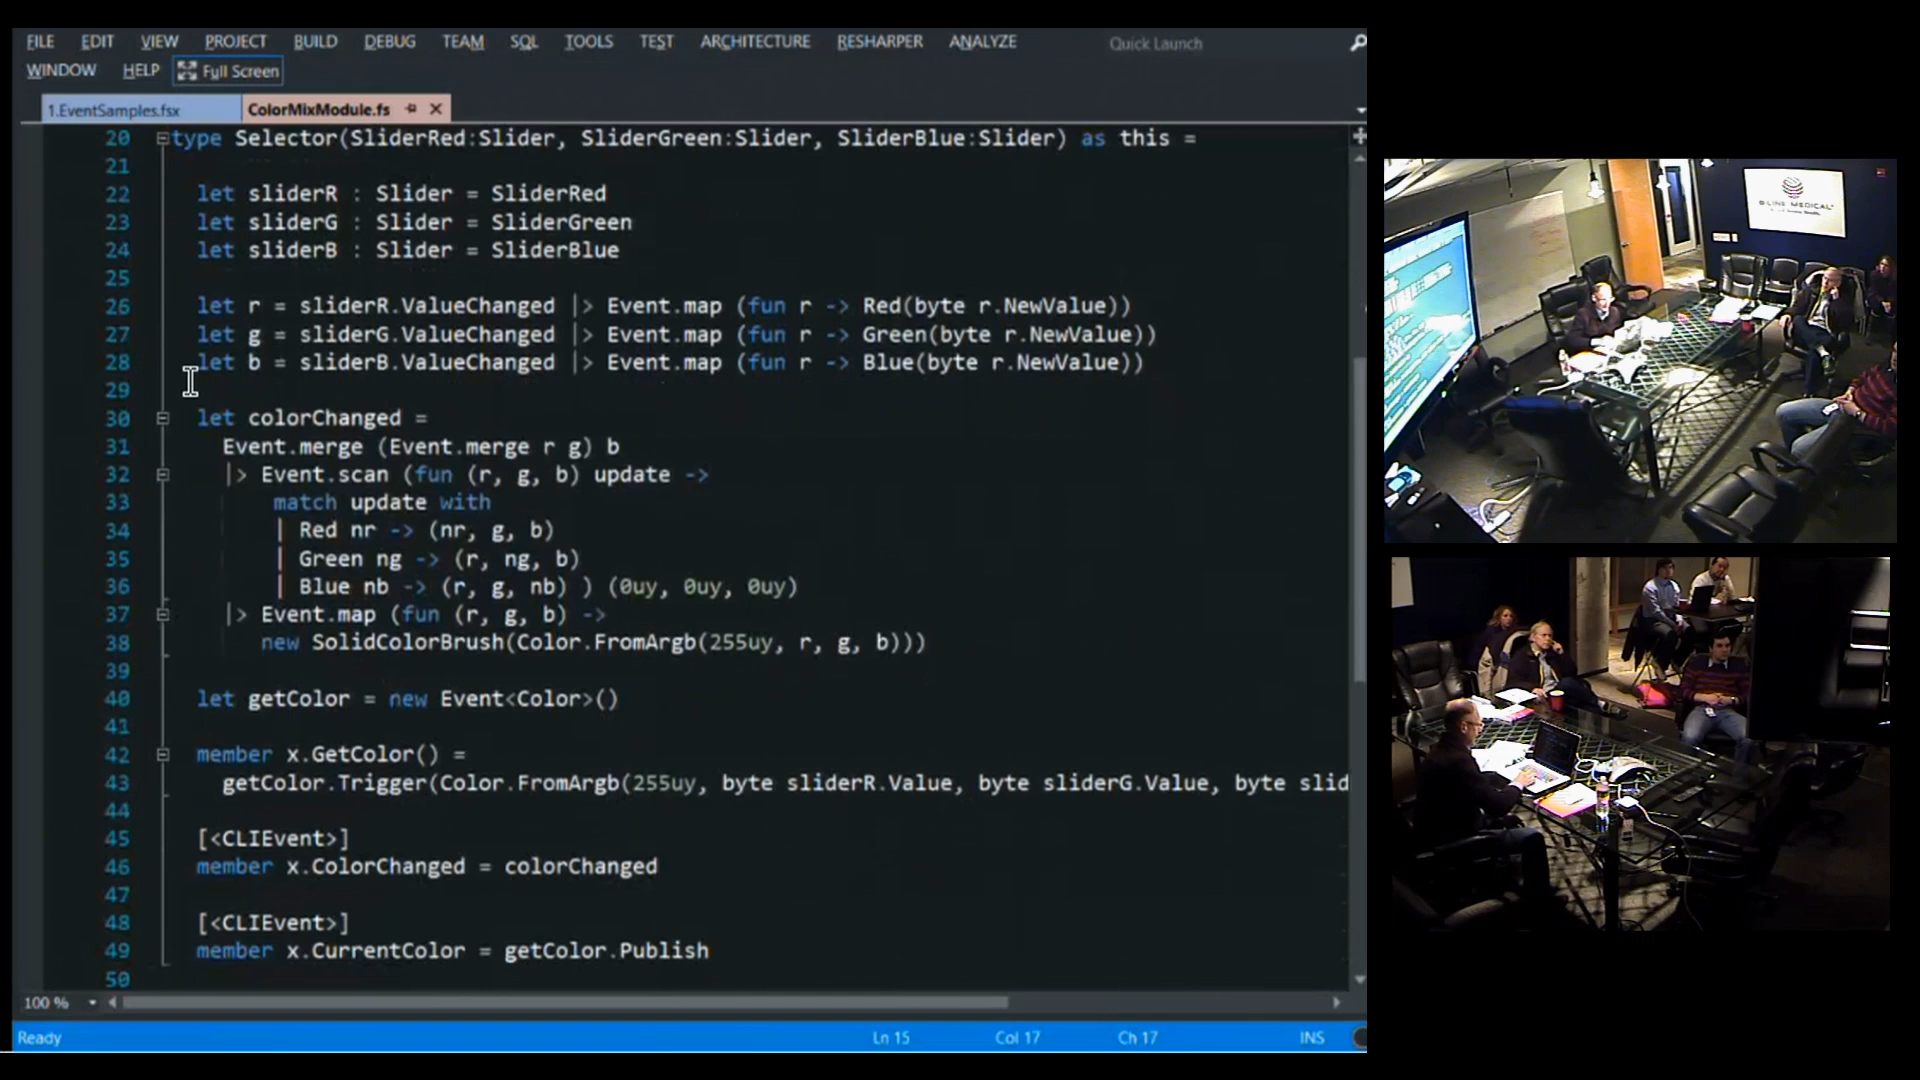 FILE EDIT VIEW PROJECT BUILD DEBUG TEAM SQL TOOLS TEST ARCHITECTURE RESHARPER ANALYZE Quick Launch
WINDOW HELP Full Screen
1.EventSamples.fsx ColorMixModule.fs
20 type Selector(SliderRed:Slider, SliderGreen:Slider, SliderBlue:Slider) as this =
21
22 let sliderR : Slider = SliderRed
23 let sliderG : Slider = SliderGreen
24 let sliderB : Slider = SliderBlue
25
26 let r = sliderR.ValueChanged |> Event.map (fun r -> Red(byte r.NewValue))
27 let g = sliderG.ValueChanged |> Event.map (fun r -> Green(byte r.NewValue))
28 let b = sliderB.ValueChanged |> Event.map (fun r -> Blue(byte r.NewValue))
29
30 let colorChanged =
31 Event.merge (Event.merge r g) b
32 |> Event.scan (fun (r, g, b) update ->
33 match update with
34 | Red nr -> (nr, g, b)
35 | Green ng -> (r, ng, b)
36 | Blue nb -> (r, g, nb) ) (0uy, 0uy, 0uy)
37 |> Event.map (fun (r, g, b) ->
38 new SolidColorBrush(Color.FromArgb(255uy, r, g, b)))
39
40 let getColor = new Event<Color>()
41
42 member x.GetColor() =
43 getColor.Trigger(Color.FromArgb(255uy, byte sliderR.Value, byte sliderG.Value, byte slid
44
45 [<CLIEvent>]
46 member x.ColorChanged = colorChanged
47
48 [<CLIEvent>]
49 member x.CurrentColor = getColor.Publish
50
100 %
Ready Ln 15 Col 17 Ch 17 INS
B-LINE MEDICAL